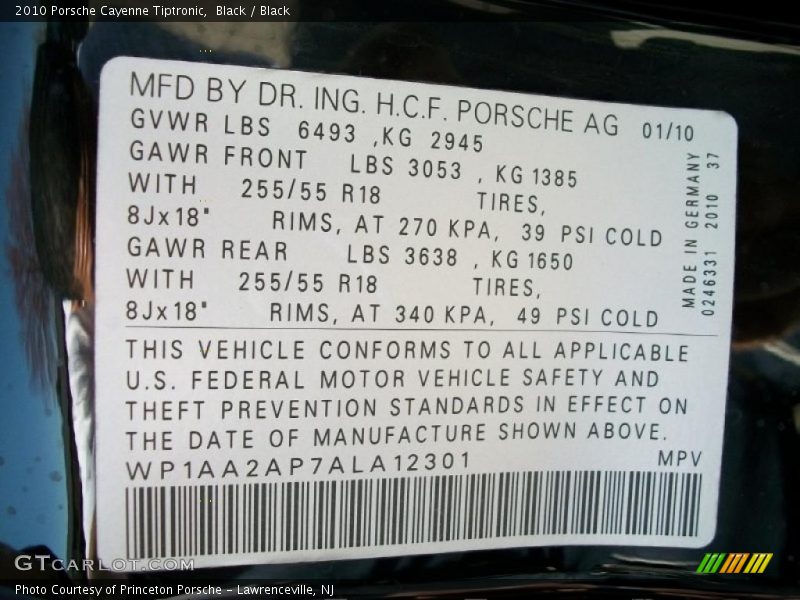 2010 Porsche Cayenne Tiptronic,  Black / Black
MFD BY DR. ING. H.C.F. PORSCHE AG 01/10
GVWR LBS 6493 ,KG 2945
GAWR FRONT LBS 3053 , KG 1385
WITH 255/55 R18 TIRES,
8Jx18" RIMS, AT 270 KPA, 39 PSI COLD
GAWR REAR LBS 3638 , KG 1650
WITH 255/55 R18 TIRES,
8Jx18" RIMS, AT 340 KPA, 49 PSI COLD
MADE IN GERMANY 37
0246331 2010
THIS VEHICLE CONFORMS TO ALL APPLICABLE
U.S. FEDERAL MOTOR VEHICLE SAFETY AND
THEFT PREVENTION STANDARDS IN EFFECT ON
THE DATE OF MANUFACTURE SHOWN ABOVE.
WP1AA2AP7ALA12301 MPV
GTCARLOT.COM
Photo Courtesy of Princeton Porsche - Lawrenceville, NJ